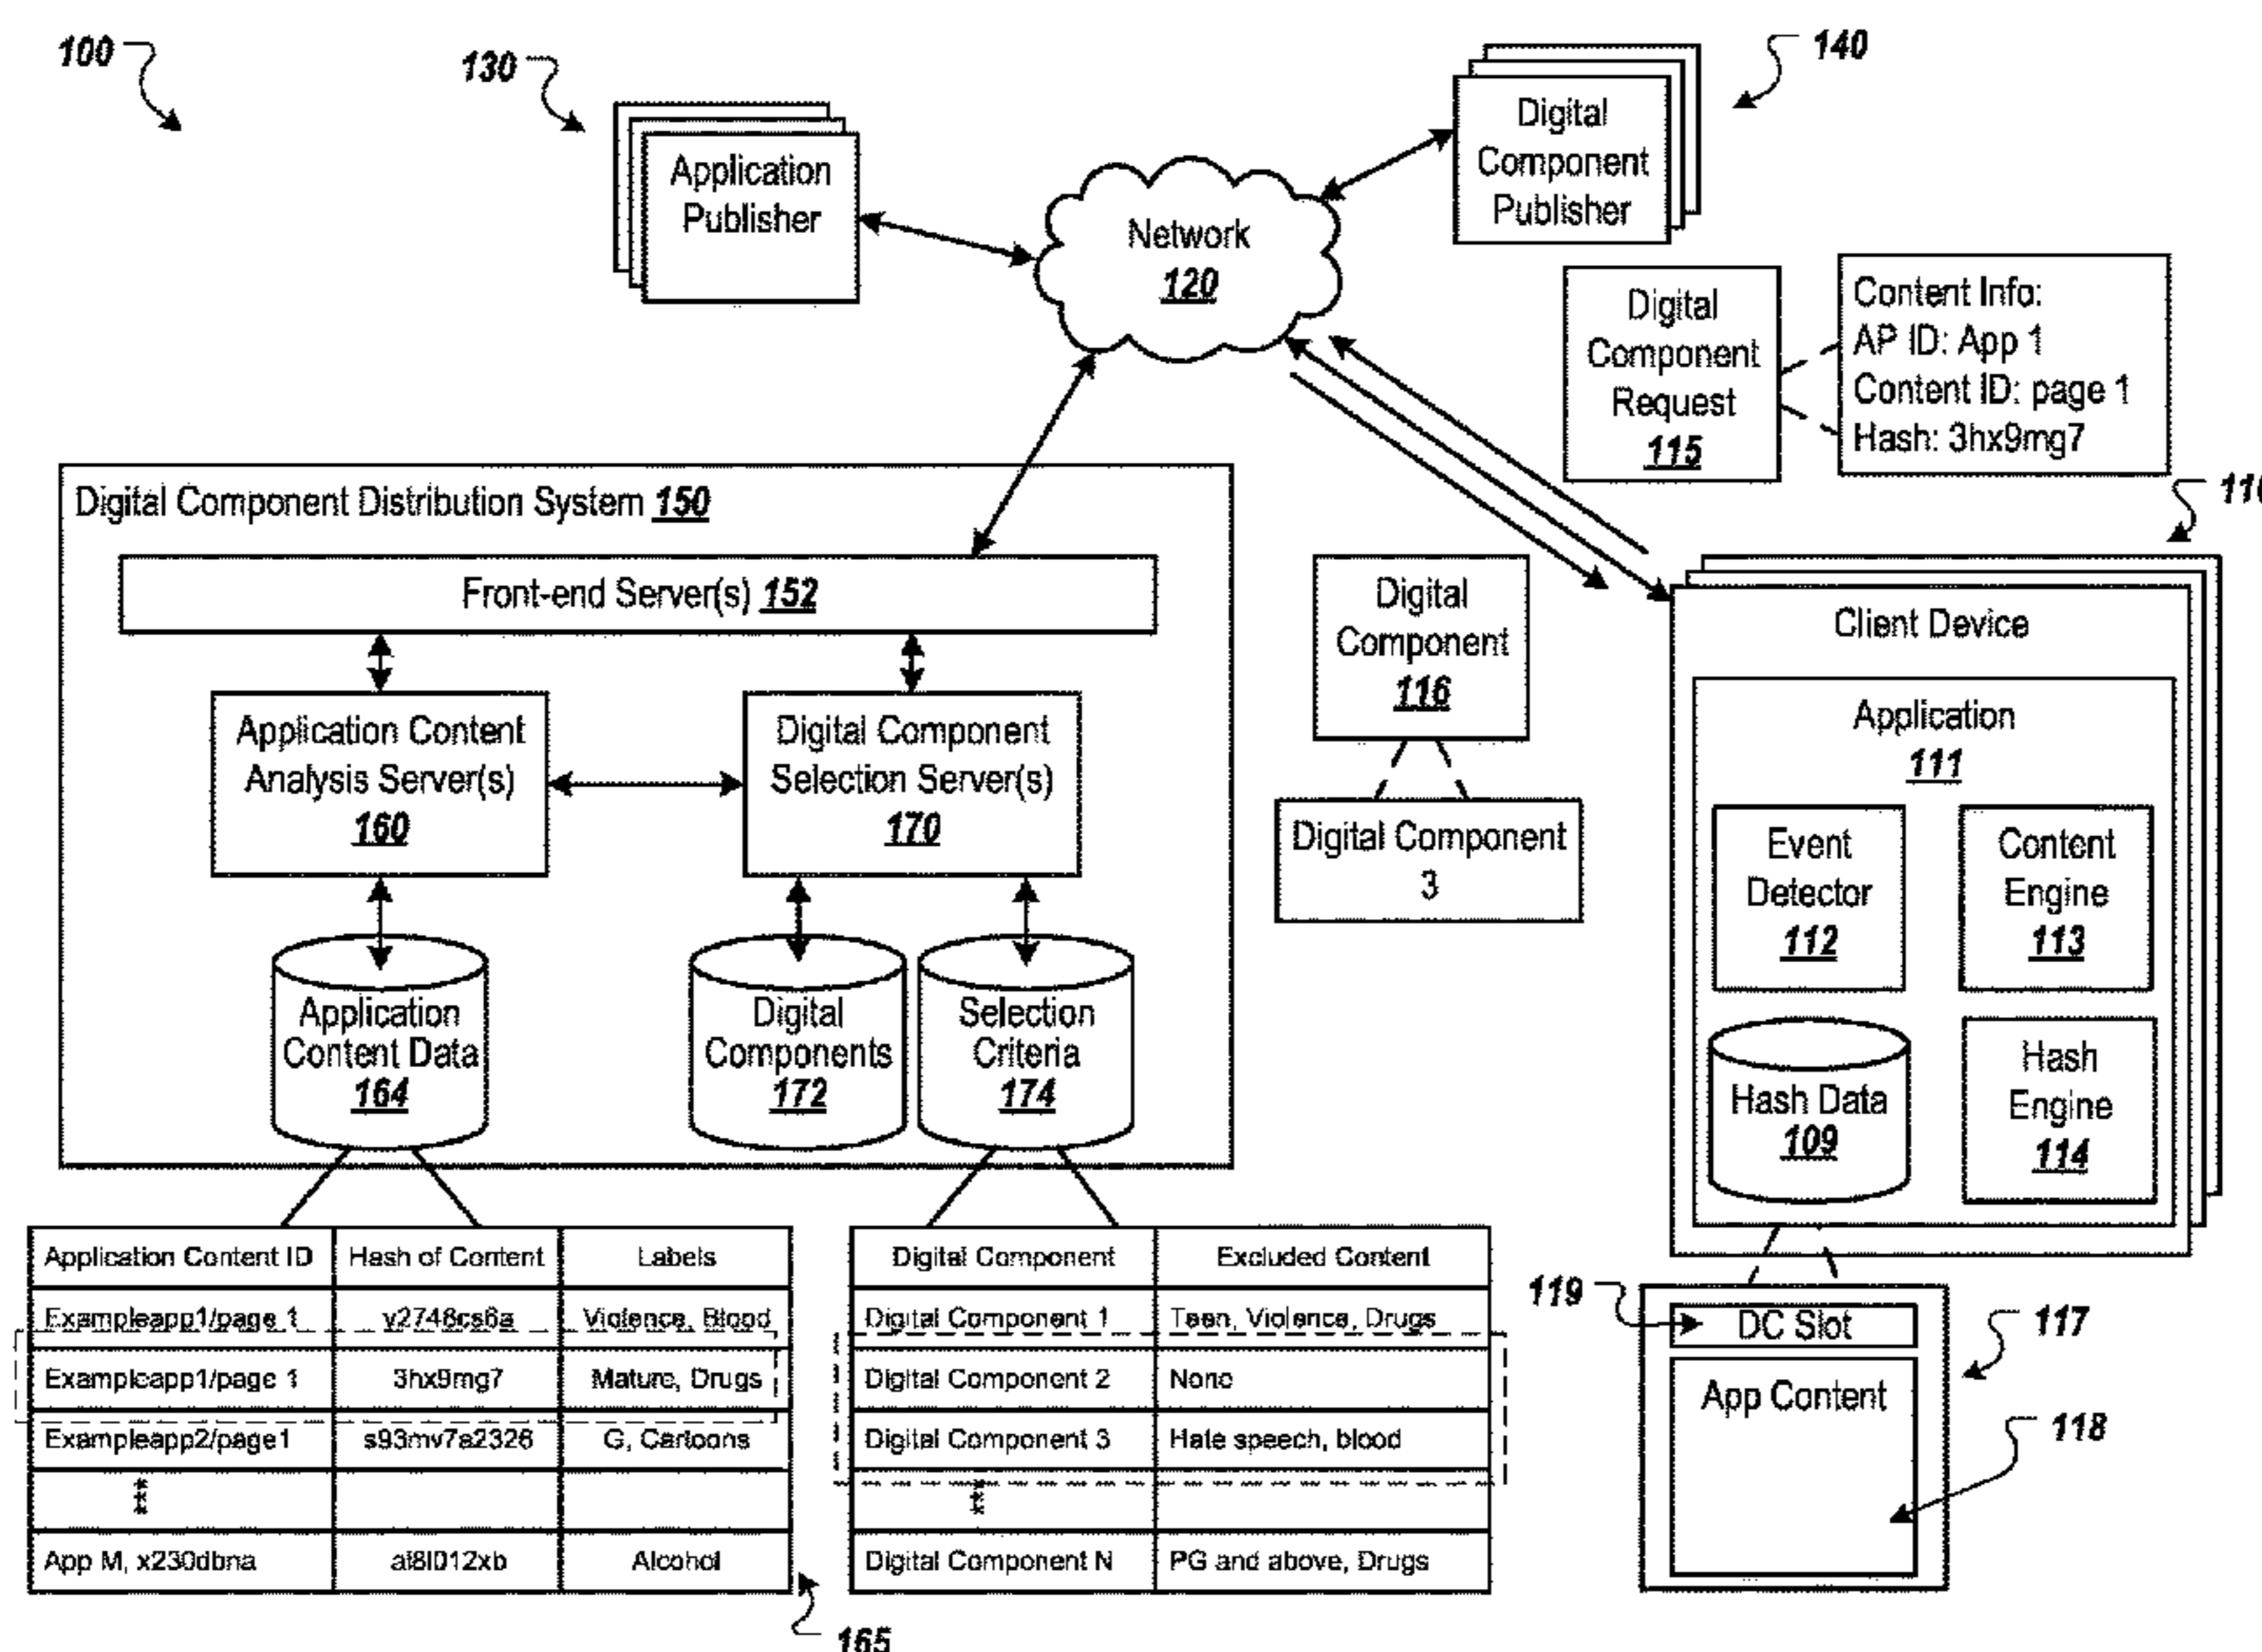 100
130
Application
Publisher
Network
120
140
Digital
Component
Publisher
Digital
Component
Request
115
Content Info:
AP ID: App 1
Content ID: page 1
Hash: 3hx9mg7
Digital Component Distribution System 150
Front-end Server(s) 152
Application Content
Analysis Server(s)
160
Digital Component
Selection Server(s)
170
Application
Content Data
164
Digital
Components
172
Selection
Criteria
174
Digital
Component
116
Digital Component
3
Client Device
Application
111
Event
Detector
112
Content
Engine
113
Hash Data
109
Hash
Engine
114
Application Content ID Hash of Content Labels
Exampleapp1/page 1 v2748cs6a Violence, Blood
Exampleapp1/page 1 3hx9mg7 Mature, Drugs
Exampleapp2/page1 s93mv7a2326 G, Cartoons
App M, x230dbna Alcohol
165
Digital Component Excluded Content
Digital Component 1 Teen, Violence, Drugs
Digital Component 2 None
Digital Component 3 Hate speech, blood
Digital Component N PG and above, Drugs
119
DC Slot
117
App Content
118